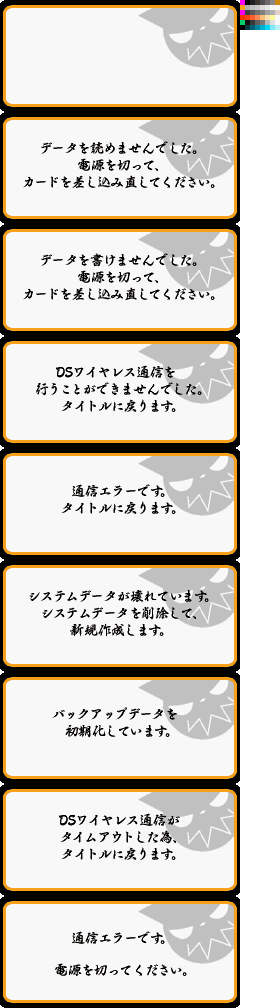 データを読めませんでした。
電源を切って、
カードを差し込み直してください。
データを書けませんでした。
電源を切って、
カードを差し込み直してください。
DSワイヤレス通信を
行うことができませんでした。
タイトルに戻ります。
通信エラーです。
タイトルに戻ります。
システムデータが壊れています。
システムデータを削除して、
新規作成します。
バックアップデータを
初期化しています。
DSワイヤレス通信が
タイムアウトした為、
タイトルに戻ります。
通信エラーです。
電源を切ってください。